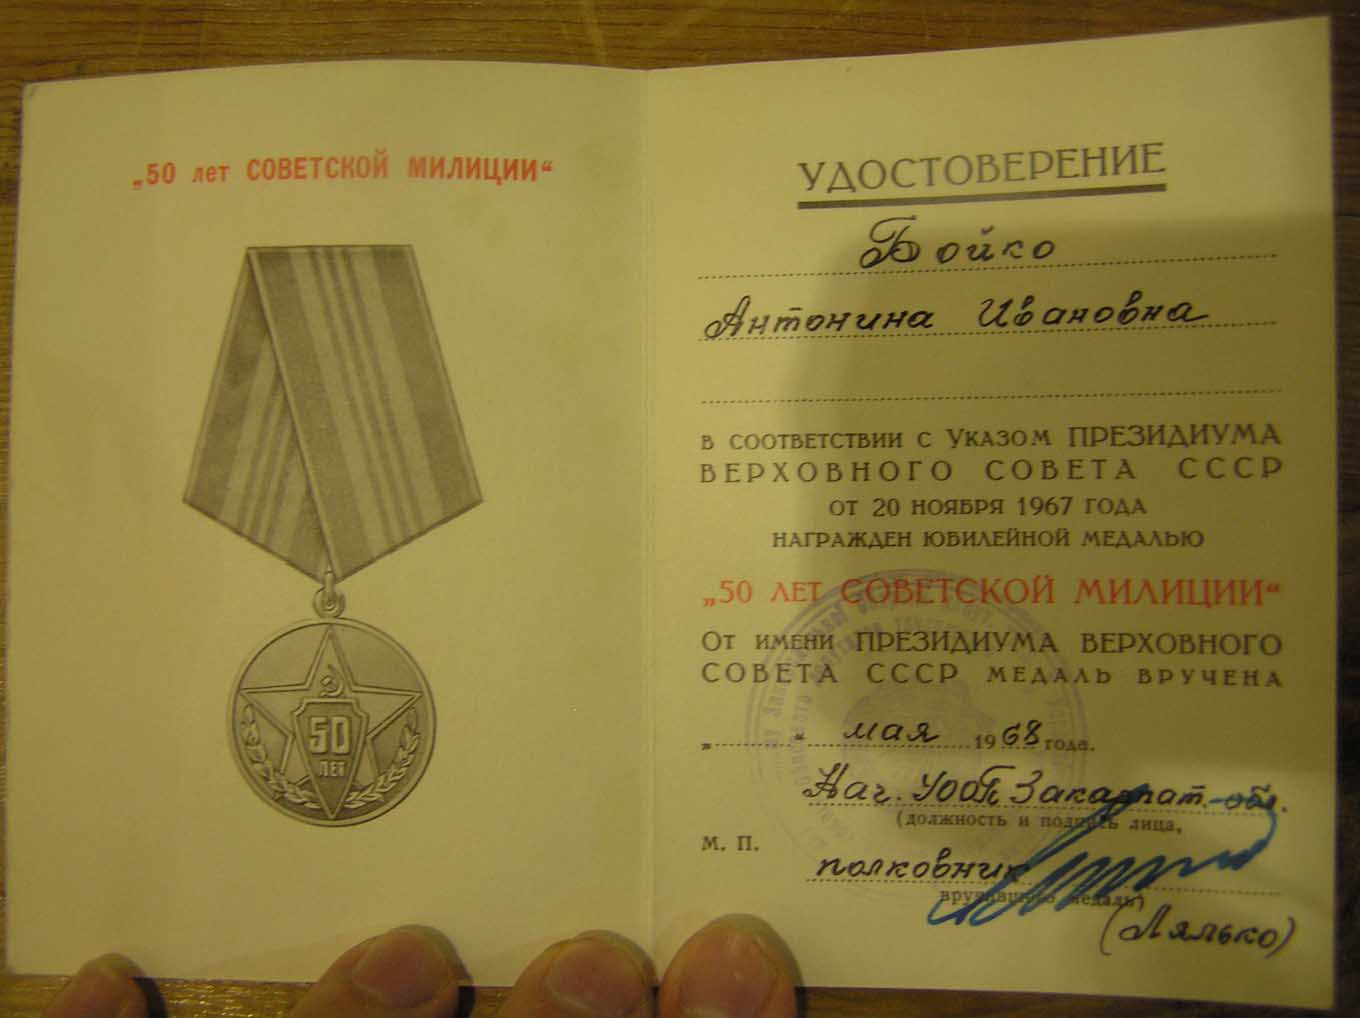 „50 лет СОВЕТСКОЙ МИЛИЦИИ“
50
ЛЕТ
УДОСТОВЕРЕНИЕ
Бойко
Антонина Ивановна
В СООТВЕТСТВИИ С УКАЗОМ ПРЕЗИДИУМА
ВЕРХОВНОГО СОВЕТА СССР
ОТ 20 НОЯБРЯ 1967 ГОДА
НАГРАЖДЕН ЮБИЛЕЙНОЙ МЕДАЛЬЮ
„50 ЛЕТ СОВЕТСКОЙ МИЛИЦИИ“
ОТ ИМЕНИ ПРЕЗИДИУМА ВЕРХОВНОГО
СОВЕТА СССР МЕДАЛЬ ВРУЧЕНА
„ “ мая 1968 года.
Нач. УООП Закарпат. обл.
(должность и подпись лица,
М. П.
полковник
вручившего медаль)
(Лялько)